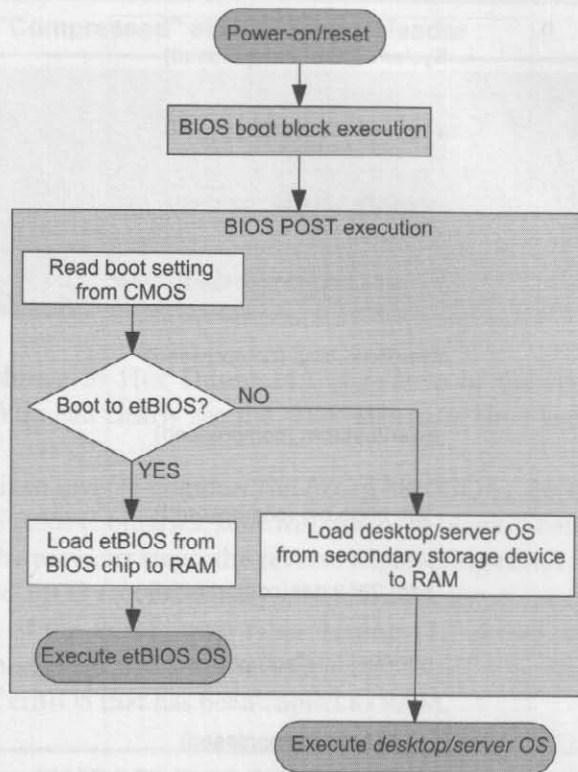 Power-on/reset
BIOS boot block execution
BIOS POST execution
Read boot setting
from CMOS
Boot to etBIOS?
NO
YES
Load etBIOS from
BIOS chip to RAM
Load desktop/server OS
from secondary storage device
to RAM
Execute etBIOS OS
Execute desktop/server OS